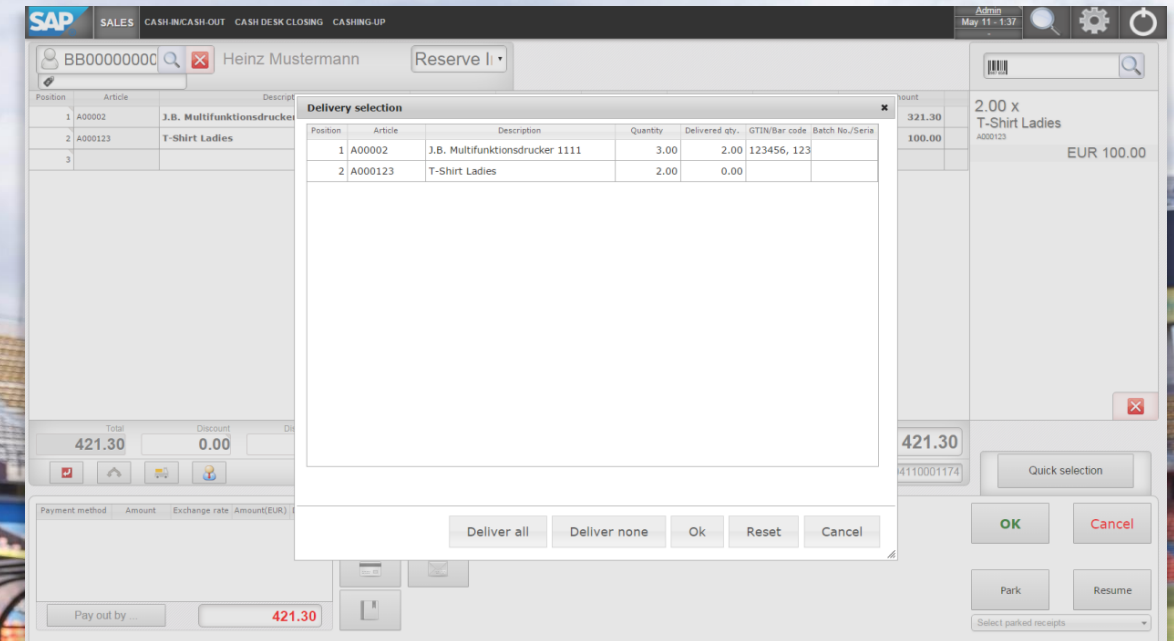 SAP SALES CASH-IN/CASH-OUT CASH DESK CLOSING CASHING-UP
Admin
May 11 - 1:37
-
BB00000000 Heinz Mustermann Reserve I
Position Article Descript
1 A00002 J.B. Multifunktionsdrucker
2 A000123 T-Shirt Ladies
3
ount
321.30
100.00
2.00 x
T-Shirt Ladies
A000123
EUR 100.00
Delivery selection
Position Article Description Quantity Delivered qty. GTIN/Bar code Batch No./Seria
1 A00002 J.B. Multifunktionsdrucker 1111 3.00 2.00 123456, 123
2 A000123 T-Shirt Ladies 2.00 0.00
Deliver all Deliver none Ok Reset Cancel
Total Discount Di
421.30 0.00
421.30
04110001174
Quick selection
Payment method Amount Exchange rate Amount(EUR)
Pay out by ... 421.30
OK Cancel
Park Resume
Select parked receipts